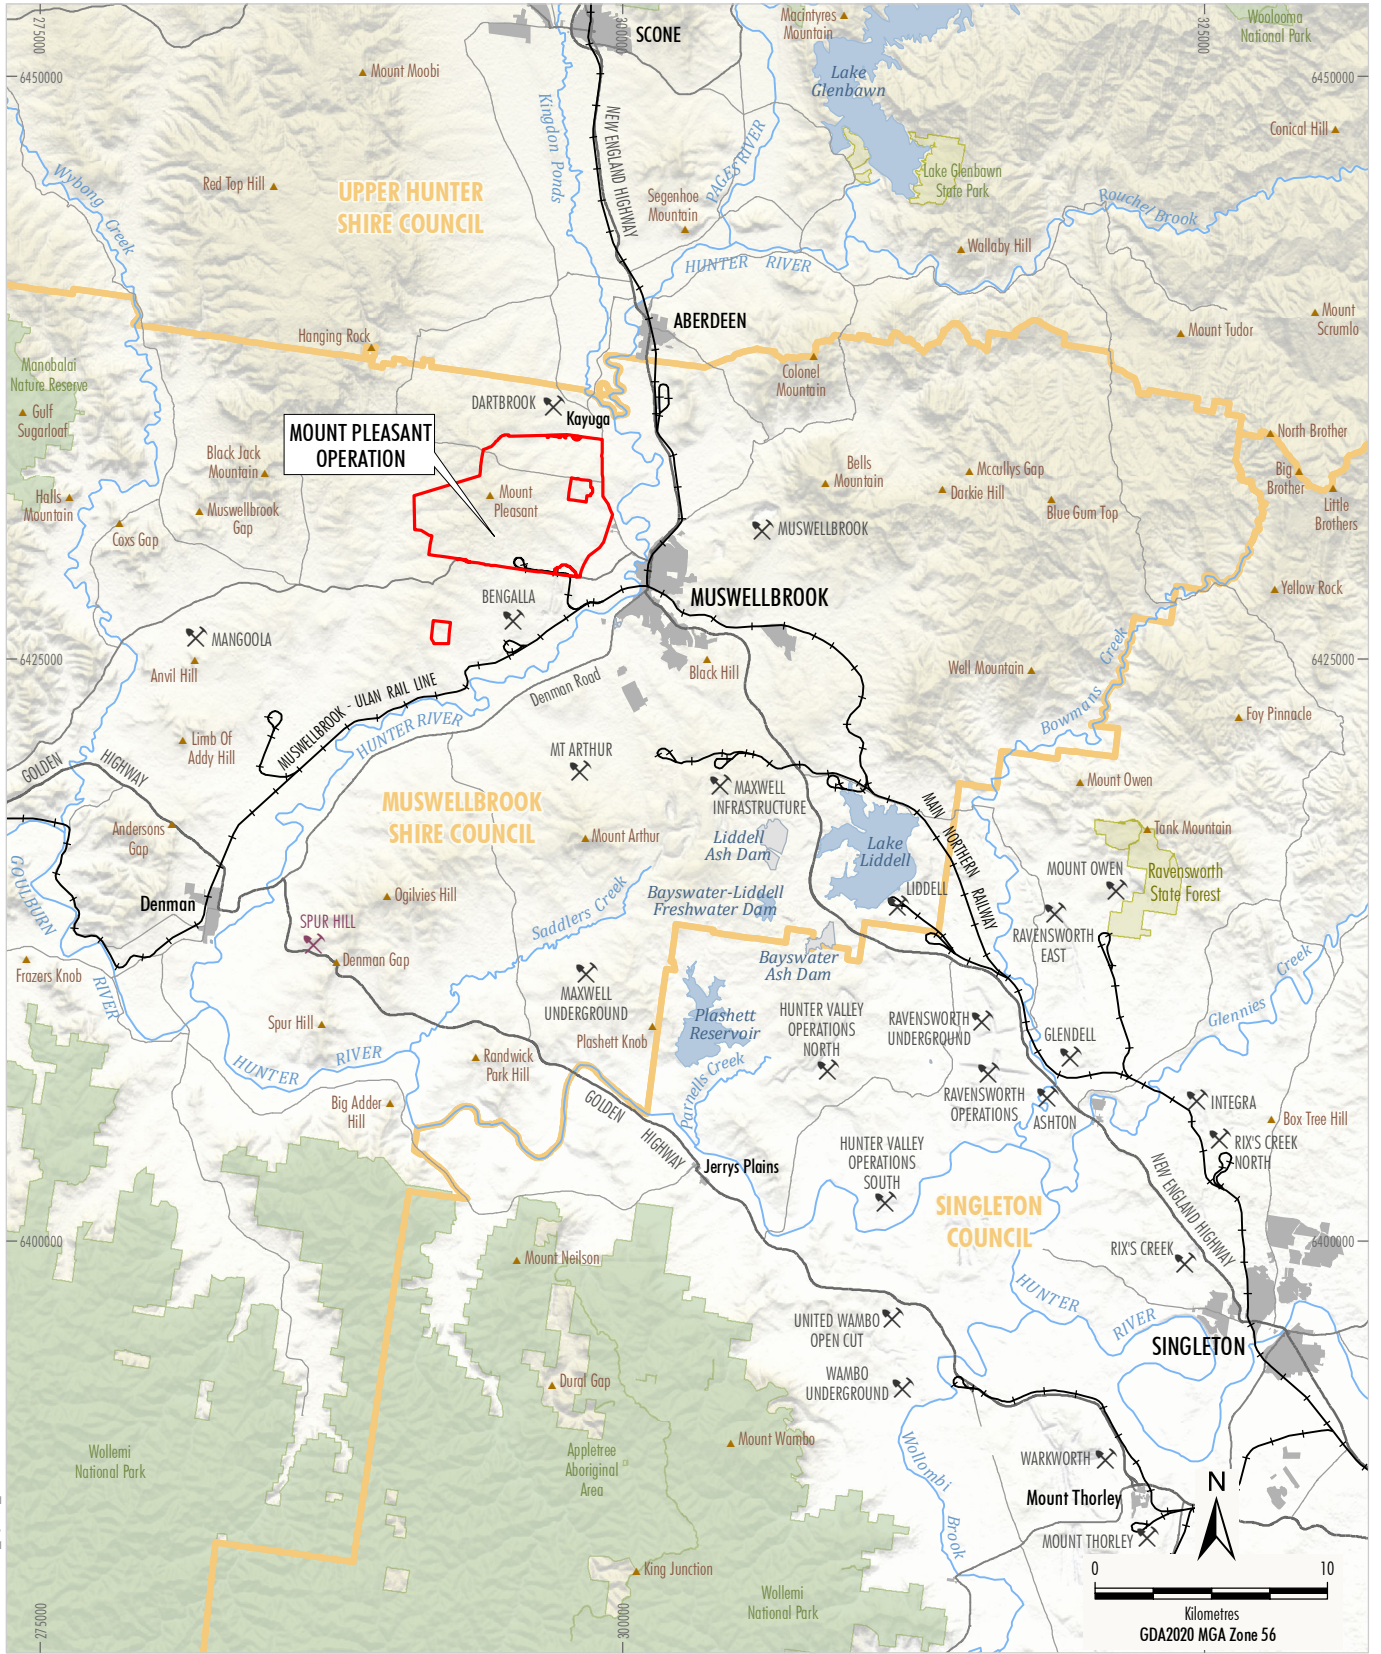 275000
300000
325000
SCONE
Macintyres
Mountain
Woolooma
National Park
6450000
6450000
Mount Moobi
Lake
Glenbawn
Kingdon Ponds
NEW ENGLAND HIGHWAY
PAGES RIVER
Conical Hill
Wybong Creek
Red Top Hill
UPPER HUNTER
SHIRE COUNCIL
Segenhoe
Mountain
Lake Glenbawn
State Park
Rouchel Brook
Wallaby Hill
HUNTER RIVER
ABERDEEN
Mount
Scrumlo
Mount Tudor
Hanging Rock
Manobalai
Nature Reserve
Colonel
Mountain
Gulf
Sugarloaf
DARTBROOK
Kayuga
MOUNT PLEASANT
OPERATION
North Brother
Black Jack
Mountain
Bells
Mountain
Mccullys Gap
Big
Brother
Halls
Mountain
Mount
Pleasant
Darkie Hill
Blue Gum Top
Little
Brothers
Muswellbrook
Gap
Coxs Gap
MUSWELLBROOK
BENGALLA
MUSWELLBROOK
Yellow Rock
MANGOOLA
6425000
6425000
Anvil Hill
Black Hill
Well Mountain
Bowmans Creek
Denman Road
MUSWELLBROOK - ULAN RAIL LINE
HUNTER RIVER
Foy Pinnacle
Limb Of
Addy Hill
GOLDEN HIGHWAY
MT ARTHUR
MAXWELL
INFRASTRUCTURE
Mount Owen
MUSWELLBROOK
SHIRE COUNCIL
MAIN NORTHERN RAILWAY
Andersons
Gap
Mount Arthur
Liddell
Ash Dam
Lake
Liddell
Tank Mountain
GOULBURN RIVER
Ravensworth
State Forest
MOUNT OWEN
Denman
Ogilvies Hill
Bayswater-Liddell
Freshwater Dam
LIDDELL
SPUR HILL
Saddlers Creek
RAVENSWORTH
EAST
Denman Gap
Frazers Knob
Bayswater
Ash Dam
Glennies Creek
MAXWELL
UNDERGROUND
Plashett
Reservoir
HUNTER VALLEY
OPERATIONS
NORTH
RAVENSWORTH
UNDERGROUND
Spur Hill
Plashett Knob
GLENDELL
HUNTER RIVER
Randwick
Park Hill
Parnells Creek
RAVENSWORTH
OPERATIONS
ASHTON
INTEGRA
Big Adder
Hill
GOLDEN HIGHWAY
Box Tree Hill
RIX'S CREEK
NORTH
HUNTER VALLEY
OPERATIONS
SOUTH
Jerrys Plains
NEW ENGLAND HIGHWAY
SINGLETON
COUNCIL
6400000
6400000
RIX'S CREEK
Mount Neilson
HUNTER RIVER
UNITED WAMBO
OPEN CUT
SINGLETON
WAMBO
UNDERGROUND
Dural Gap
Mount Wambo
Wollombi Brook
Wollemi
National Park
Appletree
Aboriginal
Area
WARKWORTH
Mount Thorley
N
MOUNT THORLEY
King Junction
Wollemi
National Park
0 10
Kilometres
GDA2020 MGA Zone 56
275000
300000